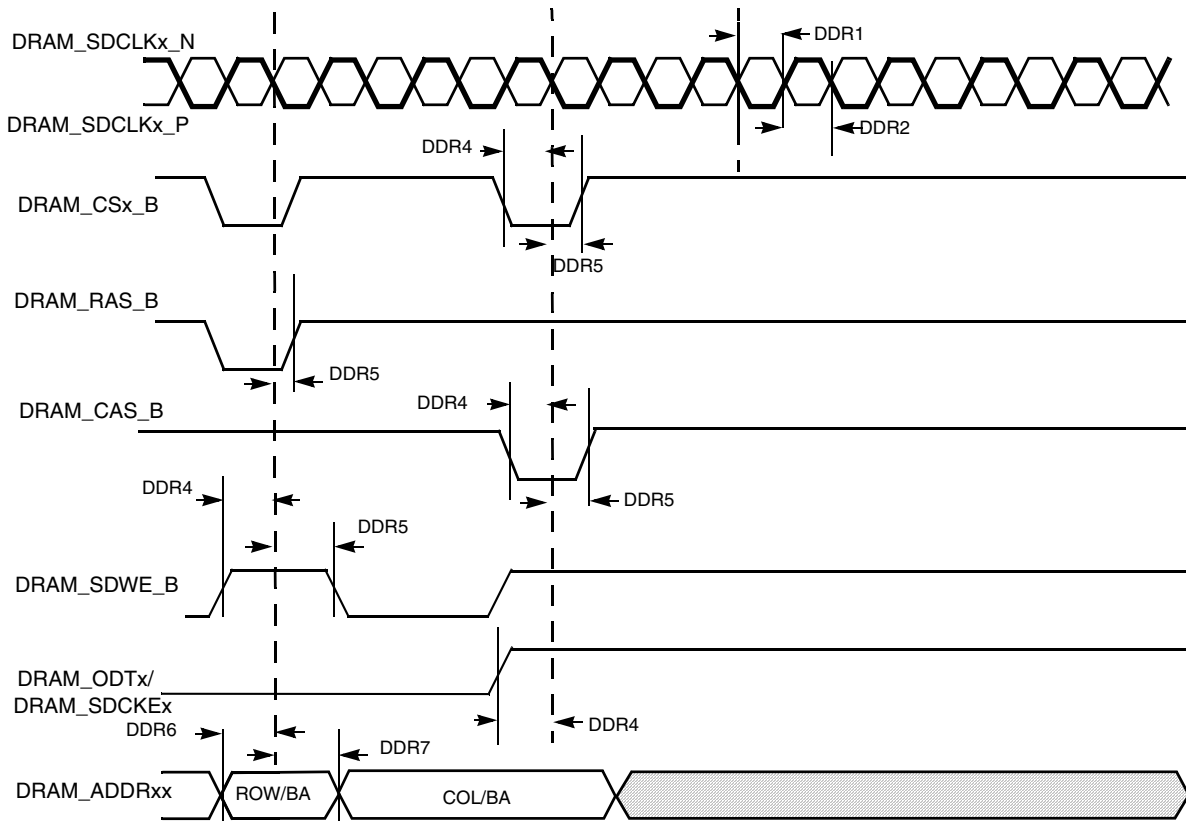 DRAM_SDCLKx_N
DDR1
DRAM_SDCLKx_P
DDR2
DDR4
DRAM_CSx_B
DDR5
DRAM_RAS_B
DDR5
DDR4
DRAM_CAS_B
DDR4
DDR5
DDR5
DRAM_SDWE_B
DRAM_ODTx/
DRAM_SDCKEx
DDR4
DDR6
DDR7
DRAM_ADDRxx
ROW/BA
COL/BA